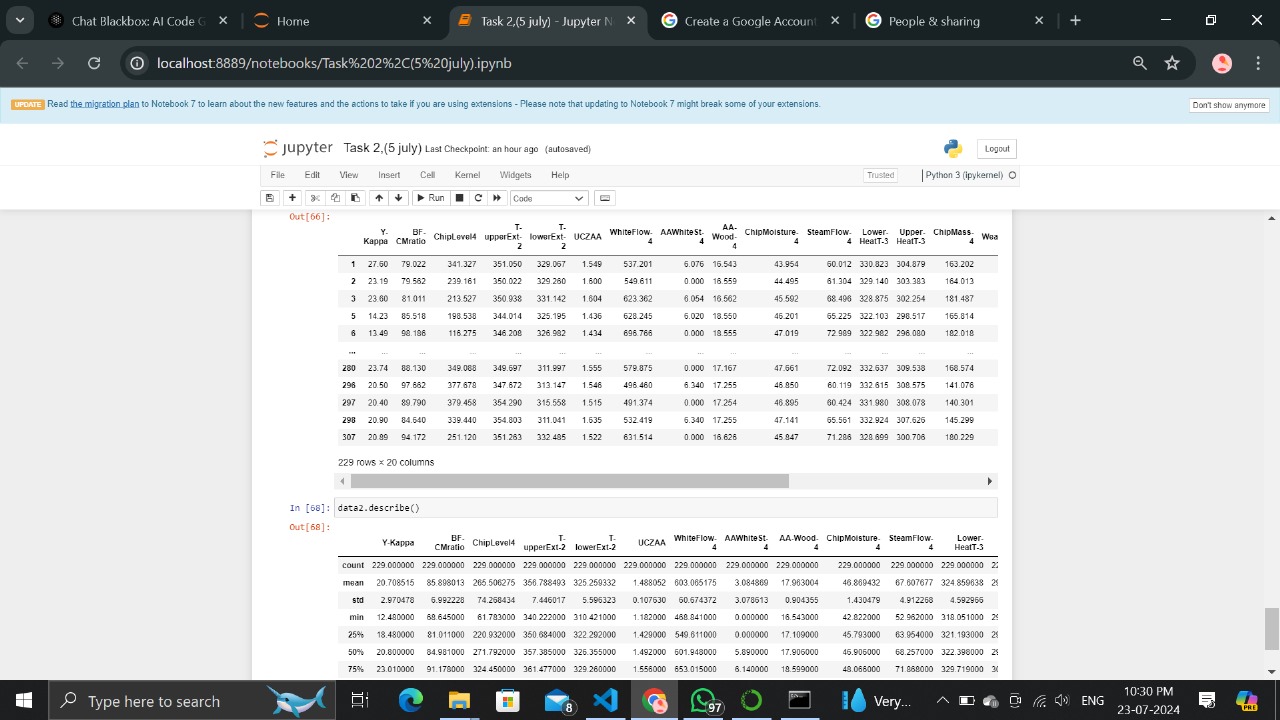 Chat Blackbox: AI Code G
Home
Task 2,(5 july) - Jupyter N
Create a Google Account
People & sharing
localhost:8889/notebooks/Task%202%2C(5%20july).ipynb
UPDATE Read the migration plan to Notebook 7 to learn about the new features and the actions to take if you are using extensions - Please note that updating to Notebook 7 might break some of your extensions.
Don't show anymore
jupyter Task 2,(5 july) Last Checkpoint: an hour ago (autosaved)
Logout
File Edit View Insert Cell Kernel Widgets Help
Trusted
Python 3 (ipykernel)
Run
Code
Out[66]:
Y-Kappa BF-CMratio ChipLevel4 T-upperExt-2 T-lowerExt-2 UCZAA WhiteFlow-4 AAWhiteSt-4 AA-Wood-4 ChipMoisture-4 SteamFlow-4 Lower-HeatT-3 Upper-HeatT-3 ChipMass-4 Wea
1 27.60 79.022 341.327 351.050 329.067 1.549 537.201 6.076 16.543 43.954 60.012 330.823 304.879 163.202
2 23.19 79.562 239.161 350.022 329.260 1.600 549.611 0.000 16.559 44.495 61.304 329.140 303.383 164.013
3 23.60 81.011 213.527 350.938 331.142 1.604 623.362 6.054 16.562 45.592 68.496 328.875 302.254 181.487
5 14.23 85.518 198.538 344.014 325.195 1.436 628.245 6.020 18.550 46.201 65.225 322.103 298.517 165.814
6 13.49 98.186 116.275 346.208 326.982 1.434 696.766 0.000 18.555 47.019 72.989 322.982 296.080 182.018
... ... ... ... ... ... ... ... ... ... ... ... ... ... ...
280 23.74 88.130 349.088 349.697 311.997 1.555 579.875 0.000 17.167 47.661 72.092 332.637 309.538 168.574
296 20.50 97.662 377.678 347.672 313.147 1.546 496.460 6.340 17.255 46.850 60.119 332.615 308.575 141.076
297 20.40 89.790 379.458 354.290 315.558 1.515 491.374 0.000 17.254 46.895 60.424 331.980 308.078 140.301
298 20.90 84.640 339.440 354.803 311.041 1.635 532.419 6.340 17.255 47.141 65.561 332.924 307.626 145.299
307 20.89 94.172 251.120 351.263 332.485 1.522 631.514 0.000 16.626 45.847 71.286 328.699 300.706 180.229
229 rows × 20 columns
In [68]: data2.describe()
Out[68]:
Y-Kappa BF-CMratio ChipLevel4 T-upperExt-2 T-lowerExt-2 UCZAA WhiteFlow-4 AAWhiteSt-4 AA-Wood-4 ChipMoisture-4 SteamFlow-4 Lower-HeatT-3
count 229.000000 229.000000 229.000000 229.000000 229.000000 229.000000 229.000000 229.000000 229.000000 229.000000 229.000000 229.000000 22
mean 20.708515 85.898013 265.506275 356.788493 325.259332 1.488052 603.065175 3.084869 17.963004 46.869432 67.607677 324.859638 29
std 2.970478 6.992228 74.268434 7.446017 5.596323 0.107630 60.674372 3.078613 0.904355 1.430479 4.912268 4.592966
min 12.480000 68.645000 61.783000 340.222000 310.421000 1.182000 468.841000 0.000000 16.543000 42.822000 52.962000 318.051000 29
25% 18.480000 81.011000 220.932000 350.684000 322.292000 1.429000 549.611000 0.000000 17.109000 45.793000 63.954000 321.193000 28
50% 20.800000 84.981000 271.792000 357.385000 326.355000 1.492000 601.948000 5.890000 17.906000 46.906000 68.257000 322.398000 29
75% 23.010000 91.178000 324.450000 361.477000 329.260000 1.556000 653.015000 6.140000 18.599000 48.066000 71.868000 329.719000 30
Type here to search
8
97
Very...
ENG
10:30 PM
23-07-2024
PRE